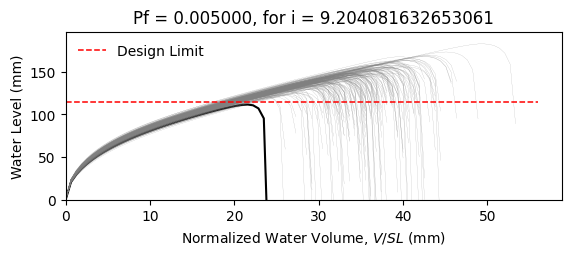 Pf = 0.005000, for i = 9.204081632653061
Design Limit
Water Level (mm)
150
100
50
0
0 10 20 30 40 50
Normalized Water Volume, V/SL (mm)